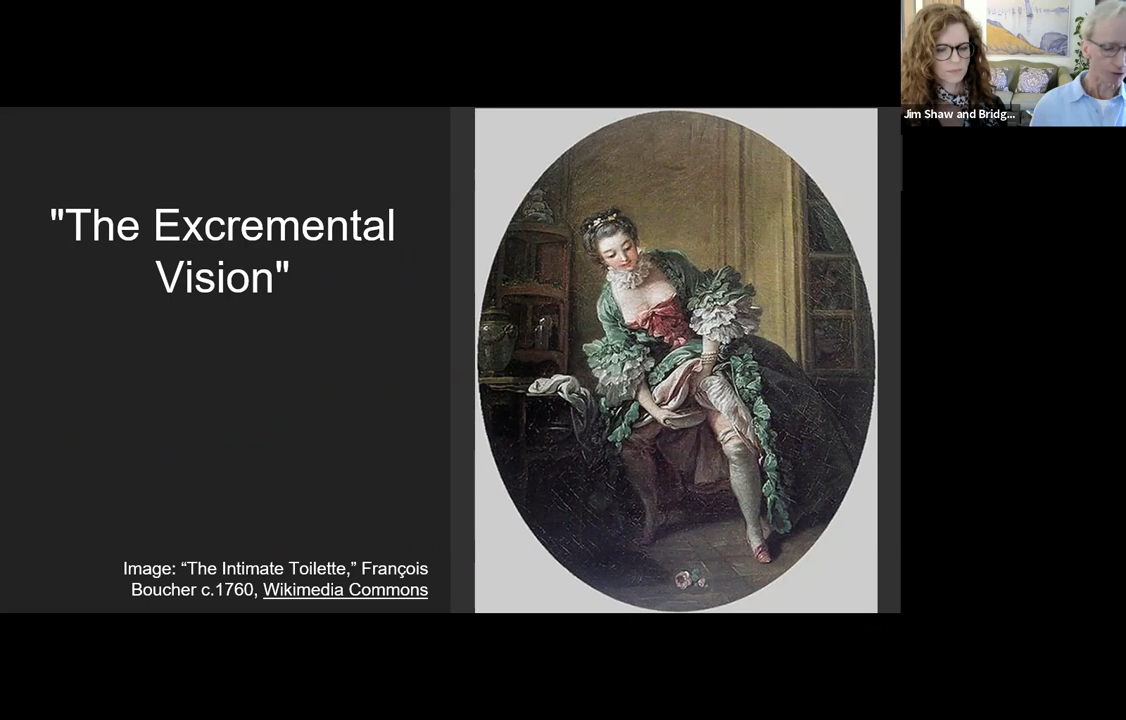 "The Excremental
Vision"
Image: “The Intimate Toilette,” François
Boucher c.1760, Wikimedia Commons
Jim Shaw and Bridg...